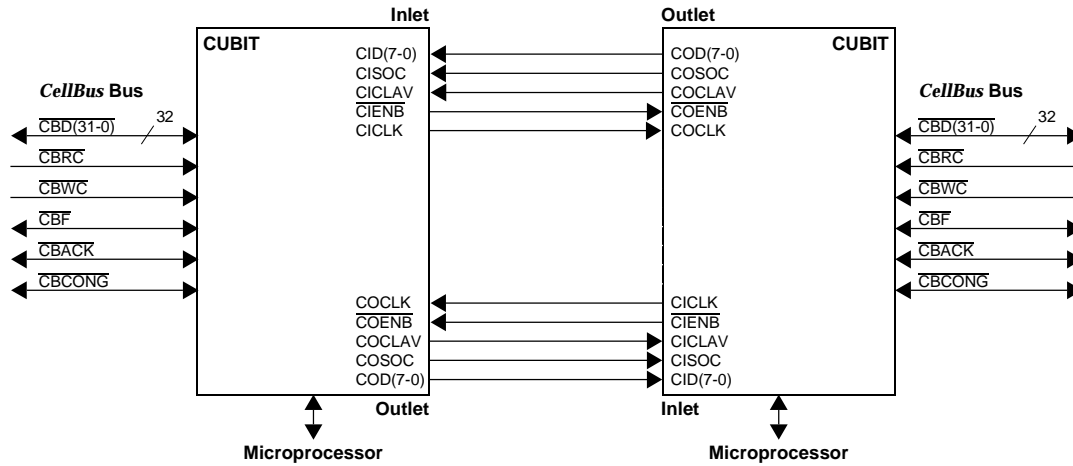 Inlet
Outlet
CUBIT
CUBIT
CID(7-0)
CISOC
CICLAV
CIENB
CICLK
COD(7-0)
COSOC
COCLAV
COENB
COCLK
CellBus Bus
CBD(31-0)
32
CBRC
CBWC
CBF
CBACK
CBCONG
CellBus Bus
CBD(31-0)
32
CBRC
CBWC
CBF
CBACK
CBCONG
COCLK
COENB
COCLAV
COSOC
COD(7-0)
CICLK
CIENB
CICLAV
CISOC
CID(7-0)
Outlet
Inlet
Microprocessor
Microprocessor